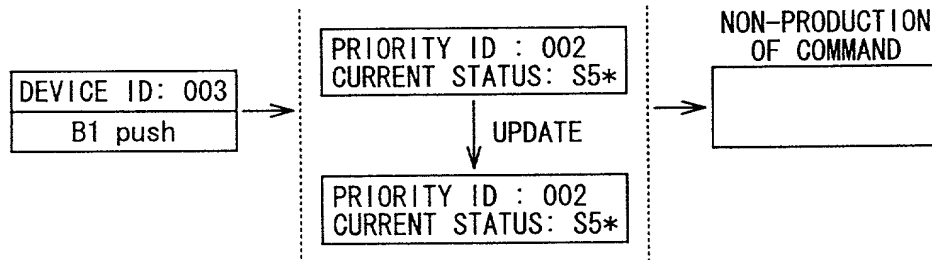 DEVICE ID: 003
B1 push
PRIORITY ID : 002
CURRENT STATUS: S5*
UPDATE
PRIORITY ID : 002
CURRENT STATUS: S5*
NON-PRODUCTION
OF COMMAND